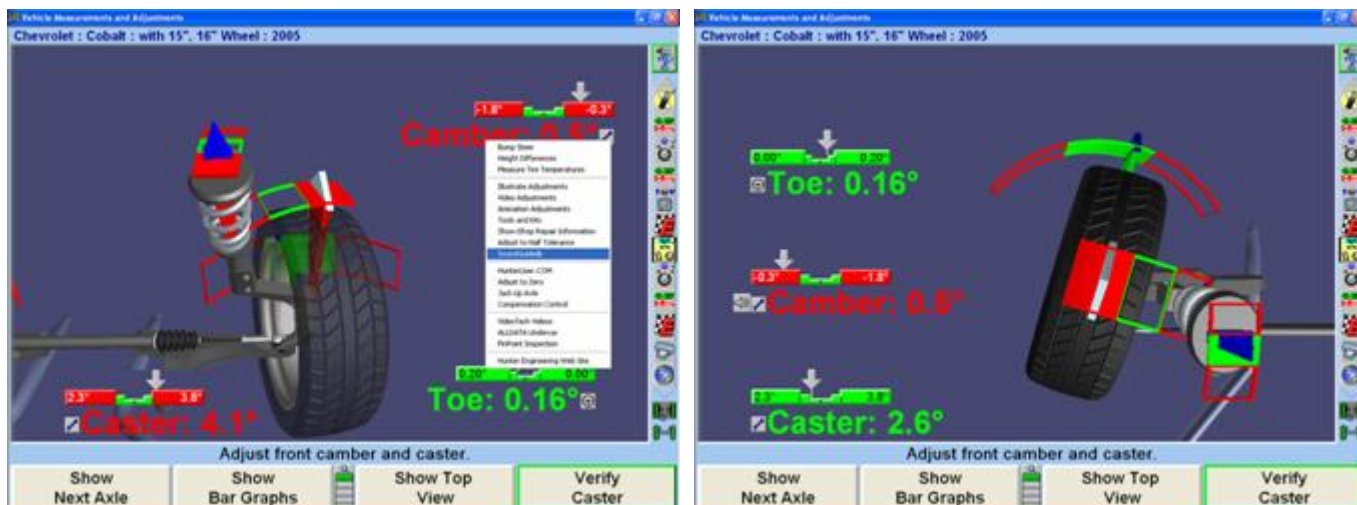 Vehicle Measurements and Adjustments
Chevrolet : Cobalt : with 15", 16" Wheel : 2005
-1.8° -0.3°
Camber: 0.5°
Bump Steer
Height Differences
Measure Tire Temperatures
Illustrate Adjustments
Video Adjustments
Animation Adjustments
Tools and Kits
Show Shop Repair Information
Adjust to Half Tolerance
HunterUser.COM
Adjust to Zero
Jack Up Axle
Compensation Control
VideoTech Videos
ALLDATA Undercar
PinPoint Inspection
Hunter Engineering Web Site
0.20° 0.00°
Toe: 0.16°
2.3° 3.8°
Caster: 4.1°
Adjust front camber and caster.
Show
Next Axle
Show
Bar Graphs
Show Top
View
Verify
Caster
Vehicle Measurements and Adjustments
Chevrolet : Cobalt : with 15", 16" Wheel : 2005
0.00° 0.20°
Toe: 0.16°
-0.3° -1.8°
Camber: 0.5°
2.3° 3.8°
Caster: 2.6°
Adjust front camber and caster.
Show
Next Axle
Show
Bar Graphs
Show Top
View
Verify
Caster